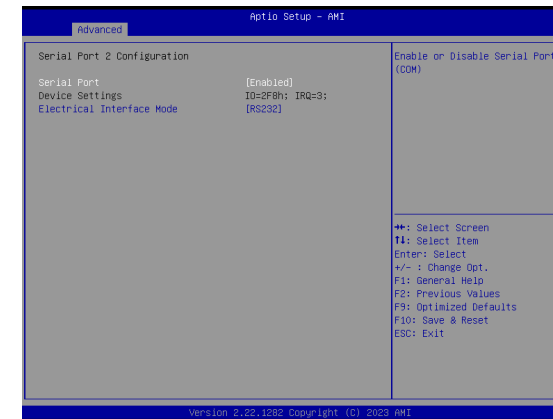 Aptio Setup - AMI
Advanced
Serial Port 2 Configuration
Serial Port [Enabled]
Device Settings IO=2F8h; IRQ=3;
Electrical Interface Mode [RS232]
Enable or Disable Serial Port
(COM)
→←: Select Screen
↑↓: Select Item
Enter: Select
+/- : Change Opt.
F1: General Help
F2: Previous Values
F9: Optimized Defaults
F10: Save & Reset
ESC: Exit
Version 2.22.1282 Copyright (C) 2023 AMI